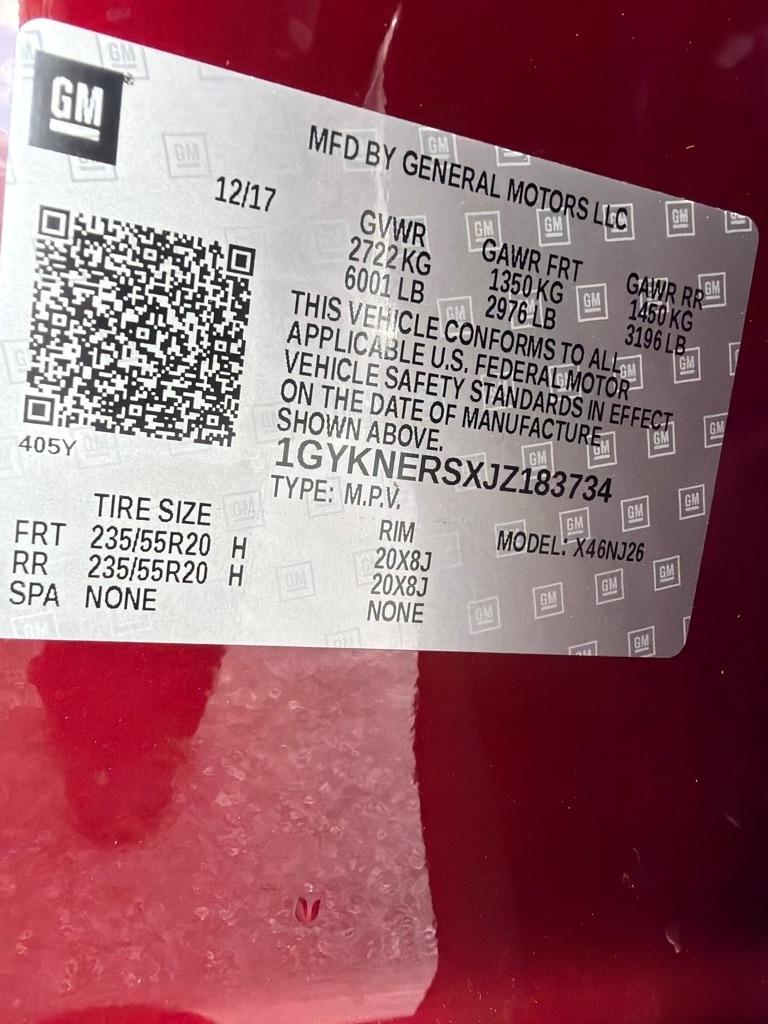 GM
MFD BY GENERAL MOTORS LLC
12/17
GVWR GAWR FRT GAWR RR
2722 KG 1350 KG 1450 KG
6001 LB 2976 LB 3196 LB
THIS VEHICLE CONFORMS TO ALL
APPLICABLE U.S. FEDERAL MOTOR
VEHICLE SAFETY STANDARDS IN EFFECT
ON THE DATE OF MANUFACTURE
SHOWN ABOVE.
405Y
1GYKNERSXJZ183734
TYPE: M.P.V.
TIRE SIZE RIM MODEL: X46NJ26
FRT 235/55R20 H 20X8J
RR 235/55R20 H 20X8J
SPA NONE NONE